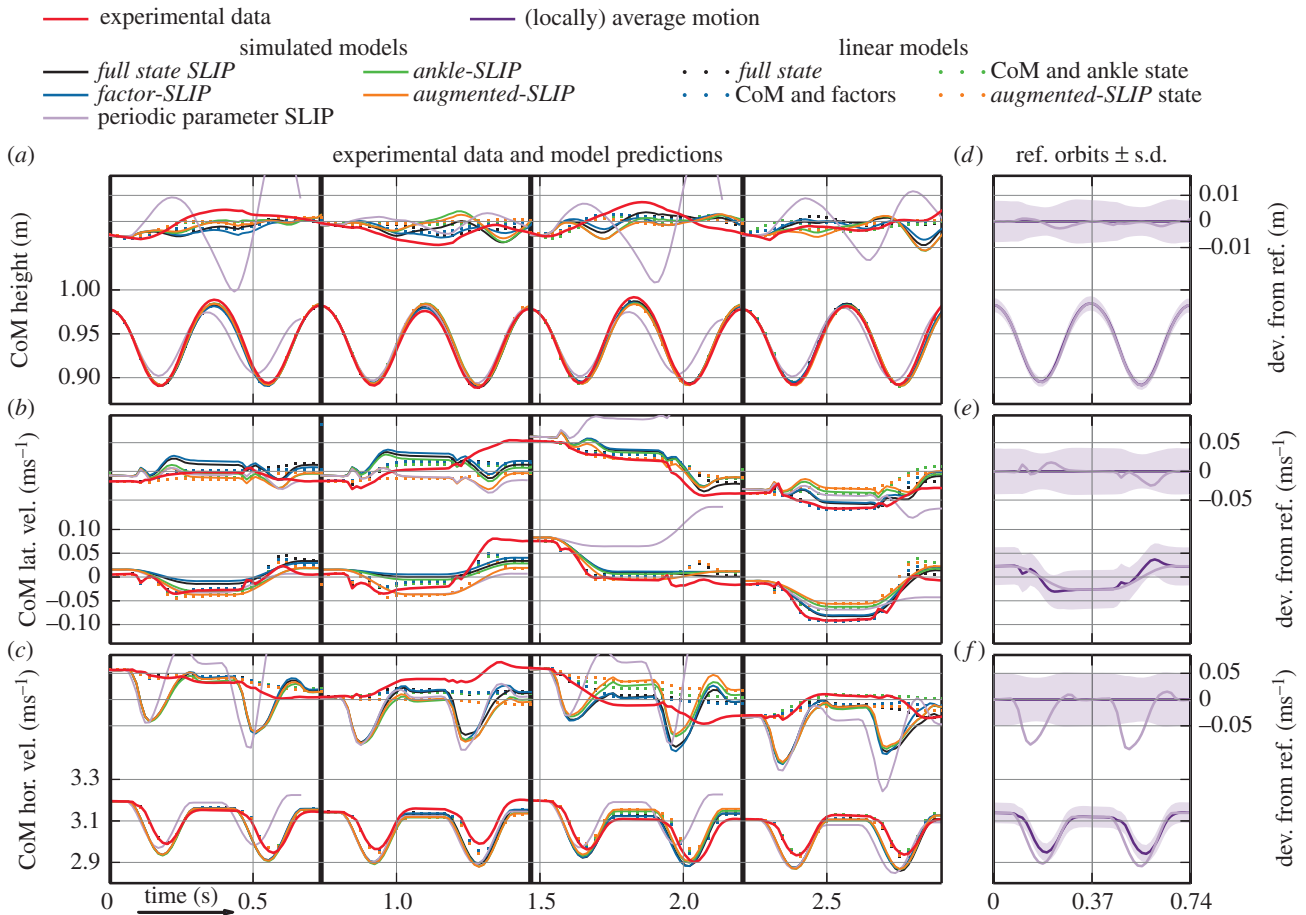 experimental data
(locally) average motion
simulated models
linear models
full state SLIP
ankle-SLIP
full state
CoM and ankle state
factor-SLIP
augmented-SLIP
CoM and factors
augmented-SLIP state
periodic parameter SLIP
(a)
experimental data and model predictions
(d)
ref. orbits ± s.d.
CoM height (m)
1.00
0.95
0.90
0.01
0
−0.01
dev. from ref. (m)
(b)
(e)
CoM lat. vel. (ms−1)
0.10
0.05
0
−0.05
−0.10
0.05
0
−0.05
dev. from ref. (ms−1)
(c)
(f)
CoM hor. vel. (ms−1)
3.3
3.1
2.9
0.05
0
−0.05
dev. from ref. (ms−1)
0
time (s)
0.5
1.0
1.5
2.0
2.5
0
0.37
0.74